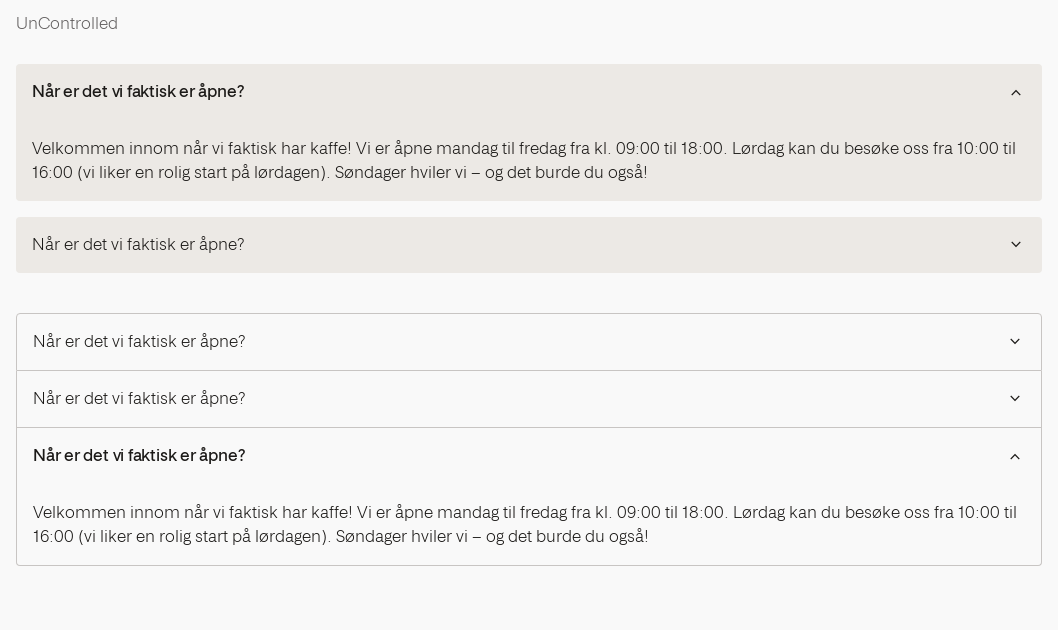 UnControlled
Når er det vi faktisk er åpne?
Velkommen innom når vi faktisk har kaffe! Vi er åpne mandag til fredag fra kl. 09:00 til 18:00. Lørdag kan du besøke oss fra 10:00 til
16:00 (vi liker en rolig start på lørdagen). Søndager hviler vi – og det burde du også!
Når er det vi faktisk er åpne?
Når er det vi faktisk er åpne?
Når er det vi faktisk er åpne?
Når er det vi faktisk er åpne?
Velkommen innom når vi faktisk har kaffe! Vi er åpne mandag til fredag fra kl. 09:00 til 18:00. Lørdag kan du besøke oss fra 10:00 til
16:00 (vi liker en rolig start på lørdagen). Søndager hviler vi – og det burde du også!